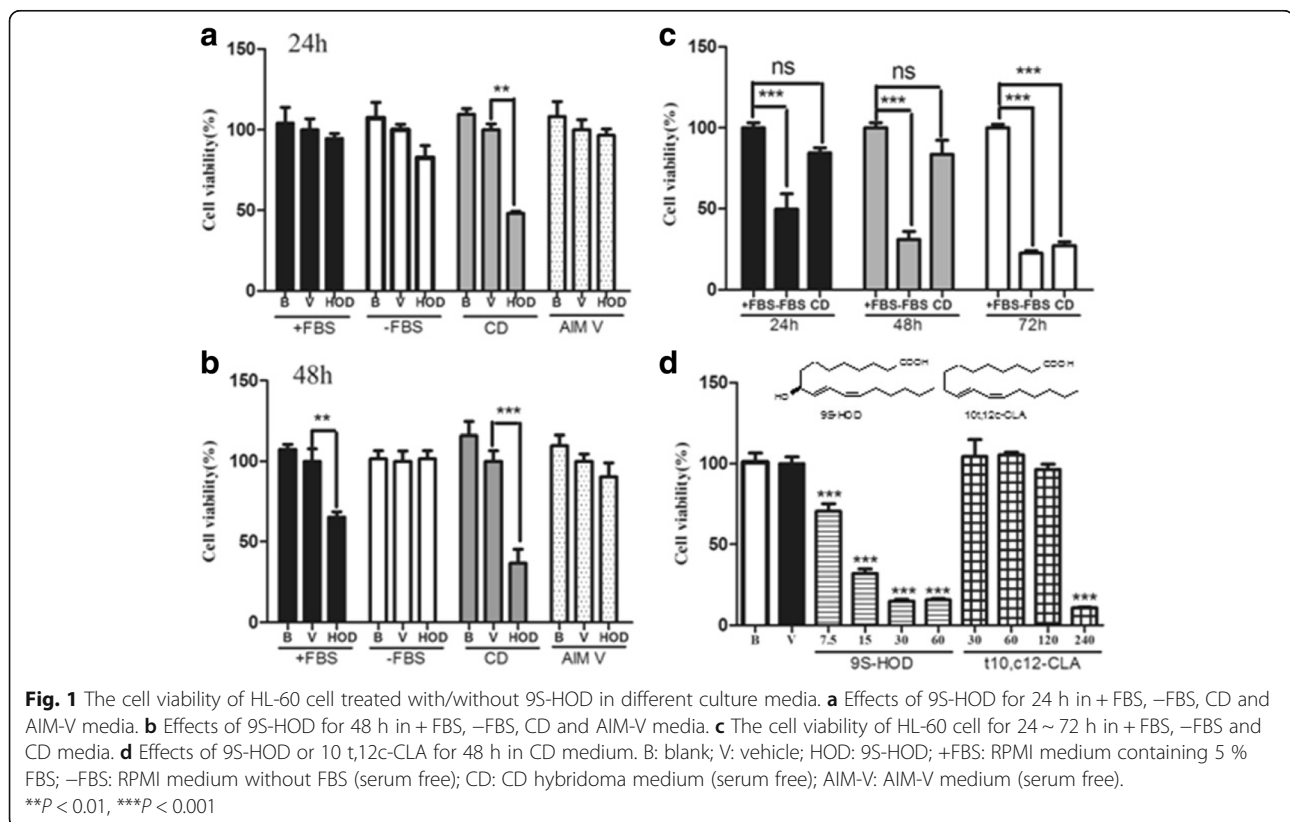 a 24h
Cell viability(%)
150
100
50
0
B V HOD B V HOD B V HOD B V HOD
+FBS -FBS CD AIM V
**
c
Cell viability(%)
150
100
50
0
ns ns ***
*** *** ***
+FBS -FBS CD +FBS -FBS CD +FBS -FBS CD
24h 48h 72h
b 48h
Cell viability(%)
150
100
50
0
** ***
B V HOD B V HOD B V HOD B V HOD
+FBS -FBS CD AIM V
d
Cell viability(%)
150
100
50
0
COOH COOH
HO
9S-HOD 10t,12c-CLA
*** *** *** *** ***
B V 7.5 15 30 60 30 60 120 240
9S-HOD t10,c12-CLA
Fig. 1 The cell viability of HL-60 cell treated with/without 9S-HOD in different culture media. a Effects of 9S-HOD for 24 h in + FBS, −FBS, CD and
AIM-V media. b Effects of 9S-HOD for 48 h in + FBS, −FBS, CD and AIM-V media. c The cell viability of HL-60 cell for 24 ~ 72 h in + FBS, −FBS and
CD media. d Effects of 9S-HOD or 10 t,12c-CLA for 48 h in CD medium. B: blank; V: vehicle; HOD: 9S-HOD; +FBS: RPMI medium containing 5 %
FBS; −FBS: RPMI medium without FBS (serum free); CD: CD hybridoma medium (serum free); AIM-V: AIM-V medium (serum free).
**P < 0.01, ***P < 0.001